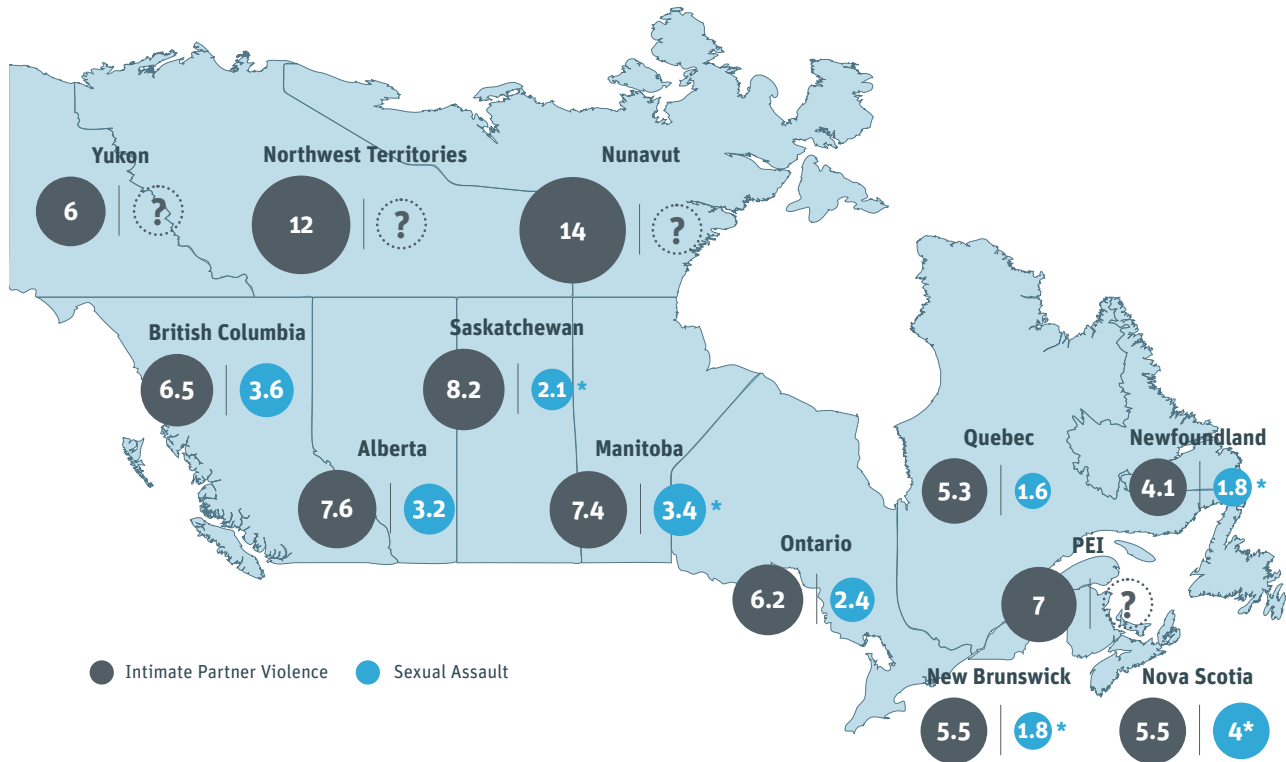 Yukon
6 ?
Northwest Territories
12 ?
Nunavut
14 ?
British Columbia
6.5 3.6
Saskatchewan
8.2 2.1 *
Alberta
7.6 3.2
Manitoba
7.4 3.4 *
Quebec
5.3 1.6
Newfoundland
4.1 1.8 *
Ontario
6.2 2.4
PEI
7 ?
Intimate Partner Violence
Sexual Assault
New Brunswick
5.5 1.8 *
Nova Scotia
5.5 4*